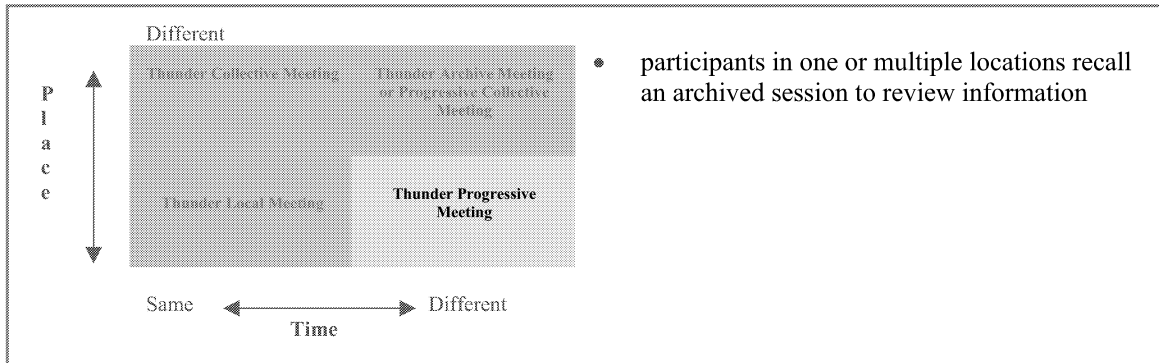 Different
Thunder Collective Meeting
Thunder Archive Meeting
or Progressive Collective
Meeting
Place
Thunder Local Meeting
Thunder Progressive
Meeting
Same
Different
Time
• participants in one or multiple locations recall
an archived session to review information